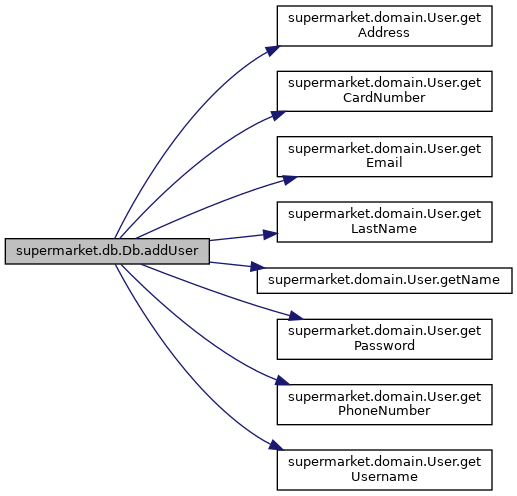 supermarket.domain.User.get
Address
supermarket.domain.User.get
CardNumber
supermarket.domain.User.get
Email
supermarket.domain.User.get
LastName
supermarket.db.Db.addUser
supermarket.domain.User.getName
supermarket.domain.User.get
Password
supermarket.domain.User.get
PhoneNumber
supermarket.domain.User.get
Username